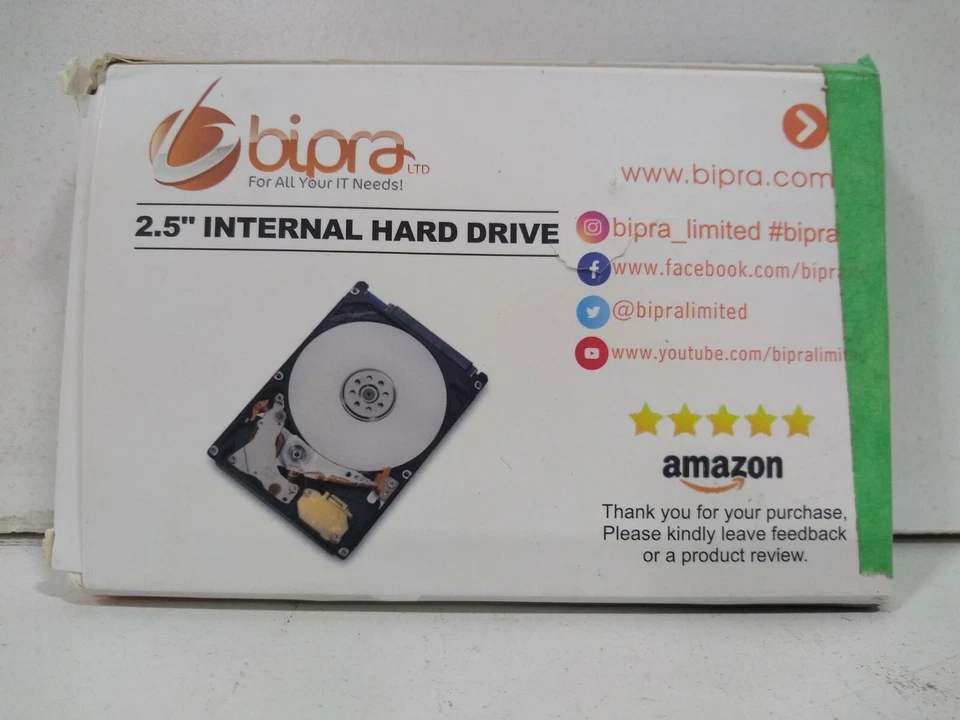 bipra LTD
For All Your IT Needs!
2.5" INTERNAL HARD DRIVE
www.bipra.com
bipra_limited #bipra
www.facebook.com/bipra
@bipralimited
www.youtube.com/bipralimit
amazon
Thank you for your purchase,
Please kindly leave feedback
or a product review.